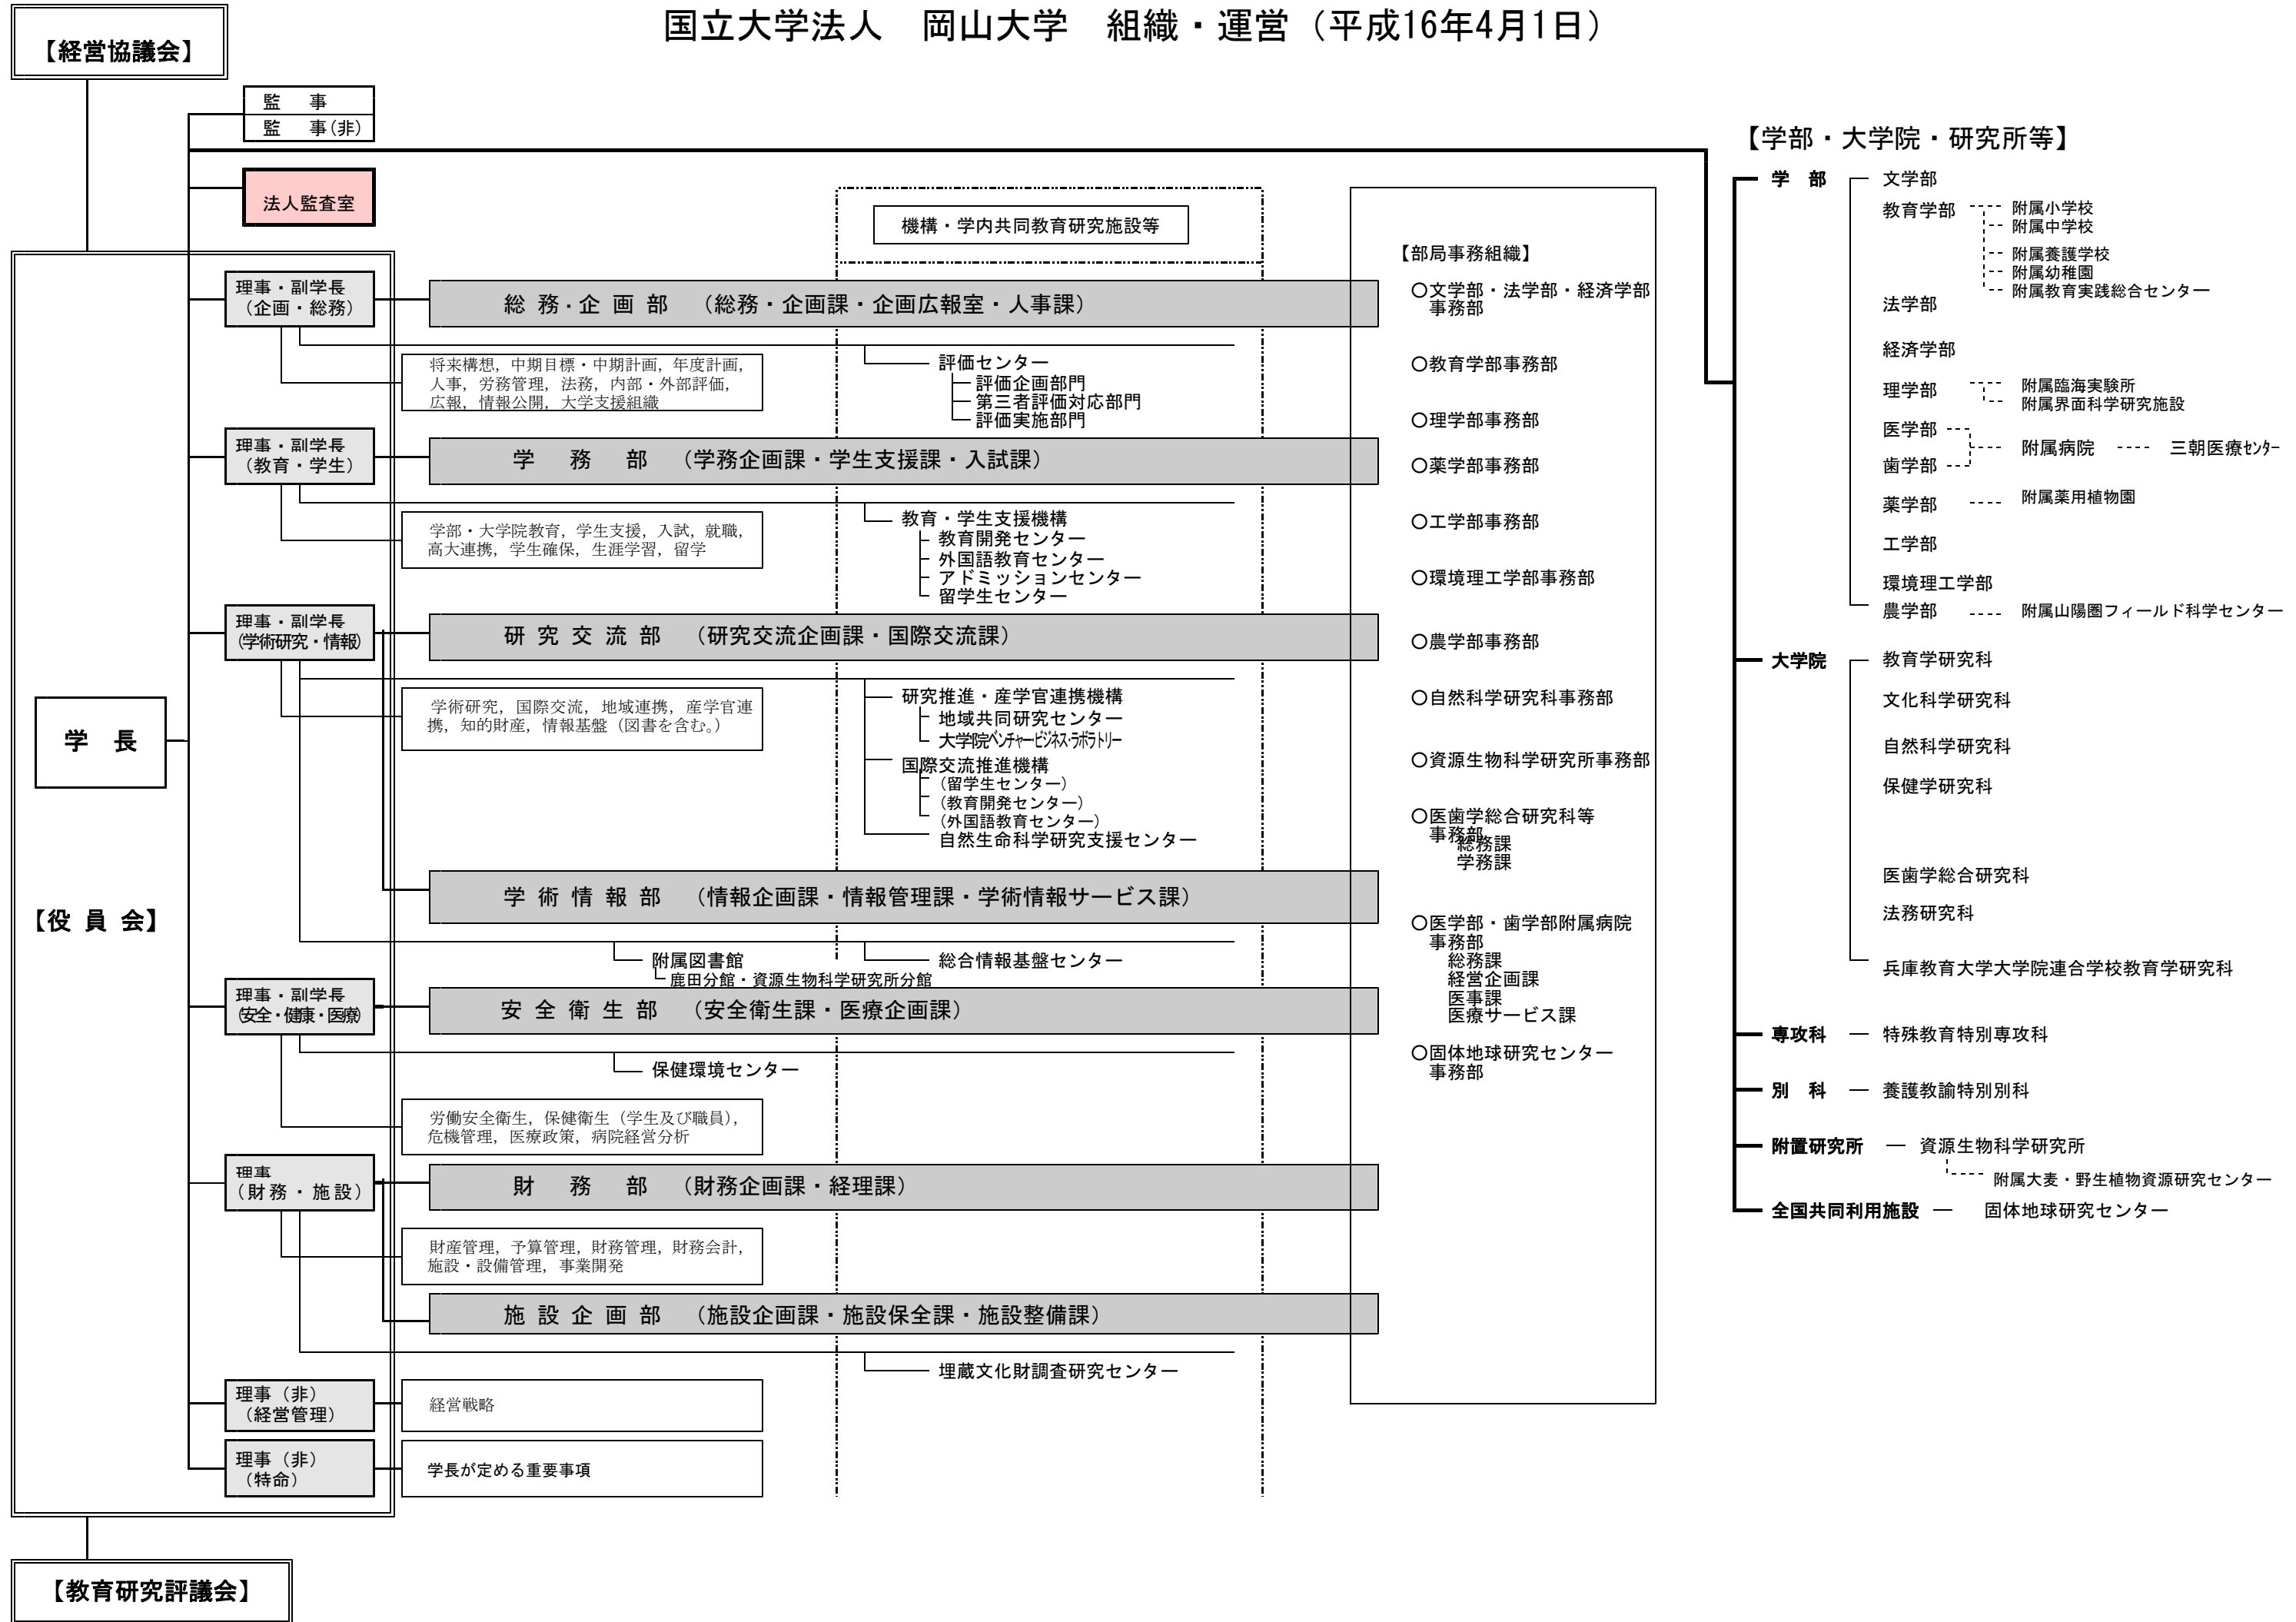 国立大学法人　岡山大学　組織・運営（平成16年4月1日）
【経営協議会】
監　事
監　事(非)
法人監査室
学　長
【役 員 会】
【教育研究評議会】
機構・学内共同教育研究施設等
理事・副学長
（企画・総務）
総 務・企 画 部　（総務・企画課・企画広報室・人事課）
将来構想，中期目標・中期計画，年度計画，
人事，労務管理，法務，内部・外部評価，
広報，情報公開，大学支援組織
評価センター
評価企画部門
第三者評価対応部門
評価実施部門
理事・副学長
（教育・学生）
学　務　部　（学務企画課・学生支援課・入試課）
学部・大学院教育，学生支援，入試，就職，
高大連携，学生確保，生涯学習，留学
教育・学生支援機構
教育開発センター
外国語教育センター
アドミッションセンター
留学生センター
理事・副学長
（学術研究・情報）
研 究 交 流 部　（研究交流企画課・国際交流課）
学術研究，国際交流，地域連携，産学官連
携，知的財産，情報基盤（図書を含む。）
研究推進・産学官連携機構
地域共同研究センター
大学院ベンチャー・ビジネス・ラボラトリー
国際交流推進機構
（留学生センター）
（教育開発センター）
（外国語教育センター）
自然生命科学研究支援センター
学 術 情 報 部　（情報企画課・情報管理課・学術情報サービス課）
附属図書館
鹿田分館・資源生物科学研究所分館
総合情報基盤センター
理事・副学長
（安全・健康・医療）
安 全 衛 生 部　（安全衛生課・医療企画課）
保健環境センター
労働安全衛生，保健衛生（学生及び職員），
危機管理，医療政策，病院経営分析
理事
（財務・施設）
財　務　部　（財務企画課・経理課）
財産管理，予算管理，財務管理，財務会計，
施設・設備管理，事業開発
施 設 企 画 部　（施設企画課・施設保全課・施設整備課）
埋蔵文化財調査研究センター
理事（非）
（経営管理）
経営戦略
理事（非）
（特命）
学長が定める重要事項
【部局事務組織】
○文学部・法学部・経済学部
事務部
○教育学部事務部
○理学部事務部
○薬学部事務部
○工学部事務部
○環境理工学部事務部
○農学部事務部
○自然科学研究科事務部
○資源生物科学研究所事務部
○医歯学総合研究科等
事務部
総務課
学務課
○医学部・歯学部附属病院
事務部
総務課
経営企画課
医事課
医療サービス課
○固体地球研究センター
事務部
【学部・大学院・研究所等】
学　部
文学部
教育学部
附属小学校
附属中学校
附属養護学校
附属幼稚園
附属教育実践総合センター
法学部
経済学部
理学部
附属臨海実験所
附属界面科学研究施設
医学部
歯学部
附属病院
三朝医療センター
薬学部
附属薬用植物園
工学部
環境理工学部
農学部
附属山陽圏フィールド科学センター
大学院
教育学研究科
文化科学研究科
自然科学研究科
保健学研究科
医歯学総合研究科
法務研究科
兵庫教育大学大学院連合学校教育学研究科
専攻科
特殊教育特別専攻科
別　科
養護教諭特別別科
附置研究所
資源生物科学研究所
附属大麦・野生植物資源研究センター
全国共同利用施設
固体地球研究センター